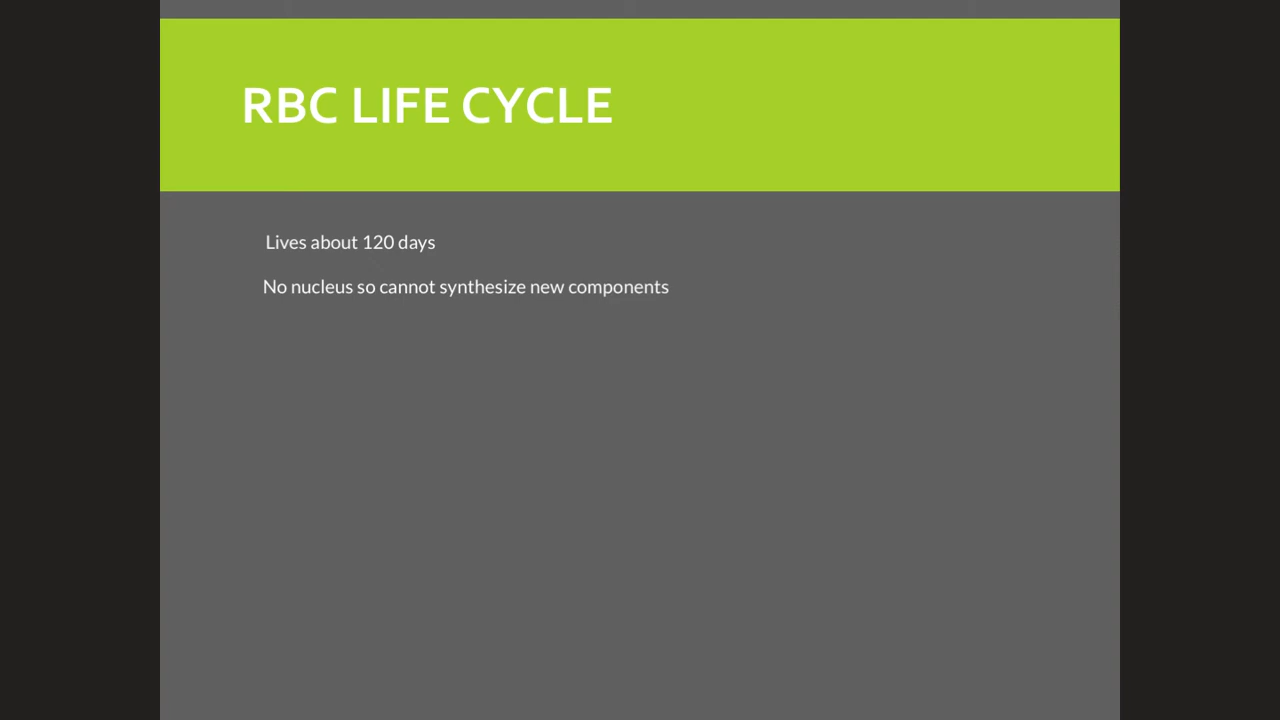 RBC LIFE CYCLE
Lives about 120 days
No nucleus so cannot synthesize new components